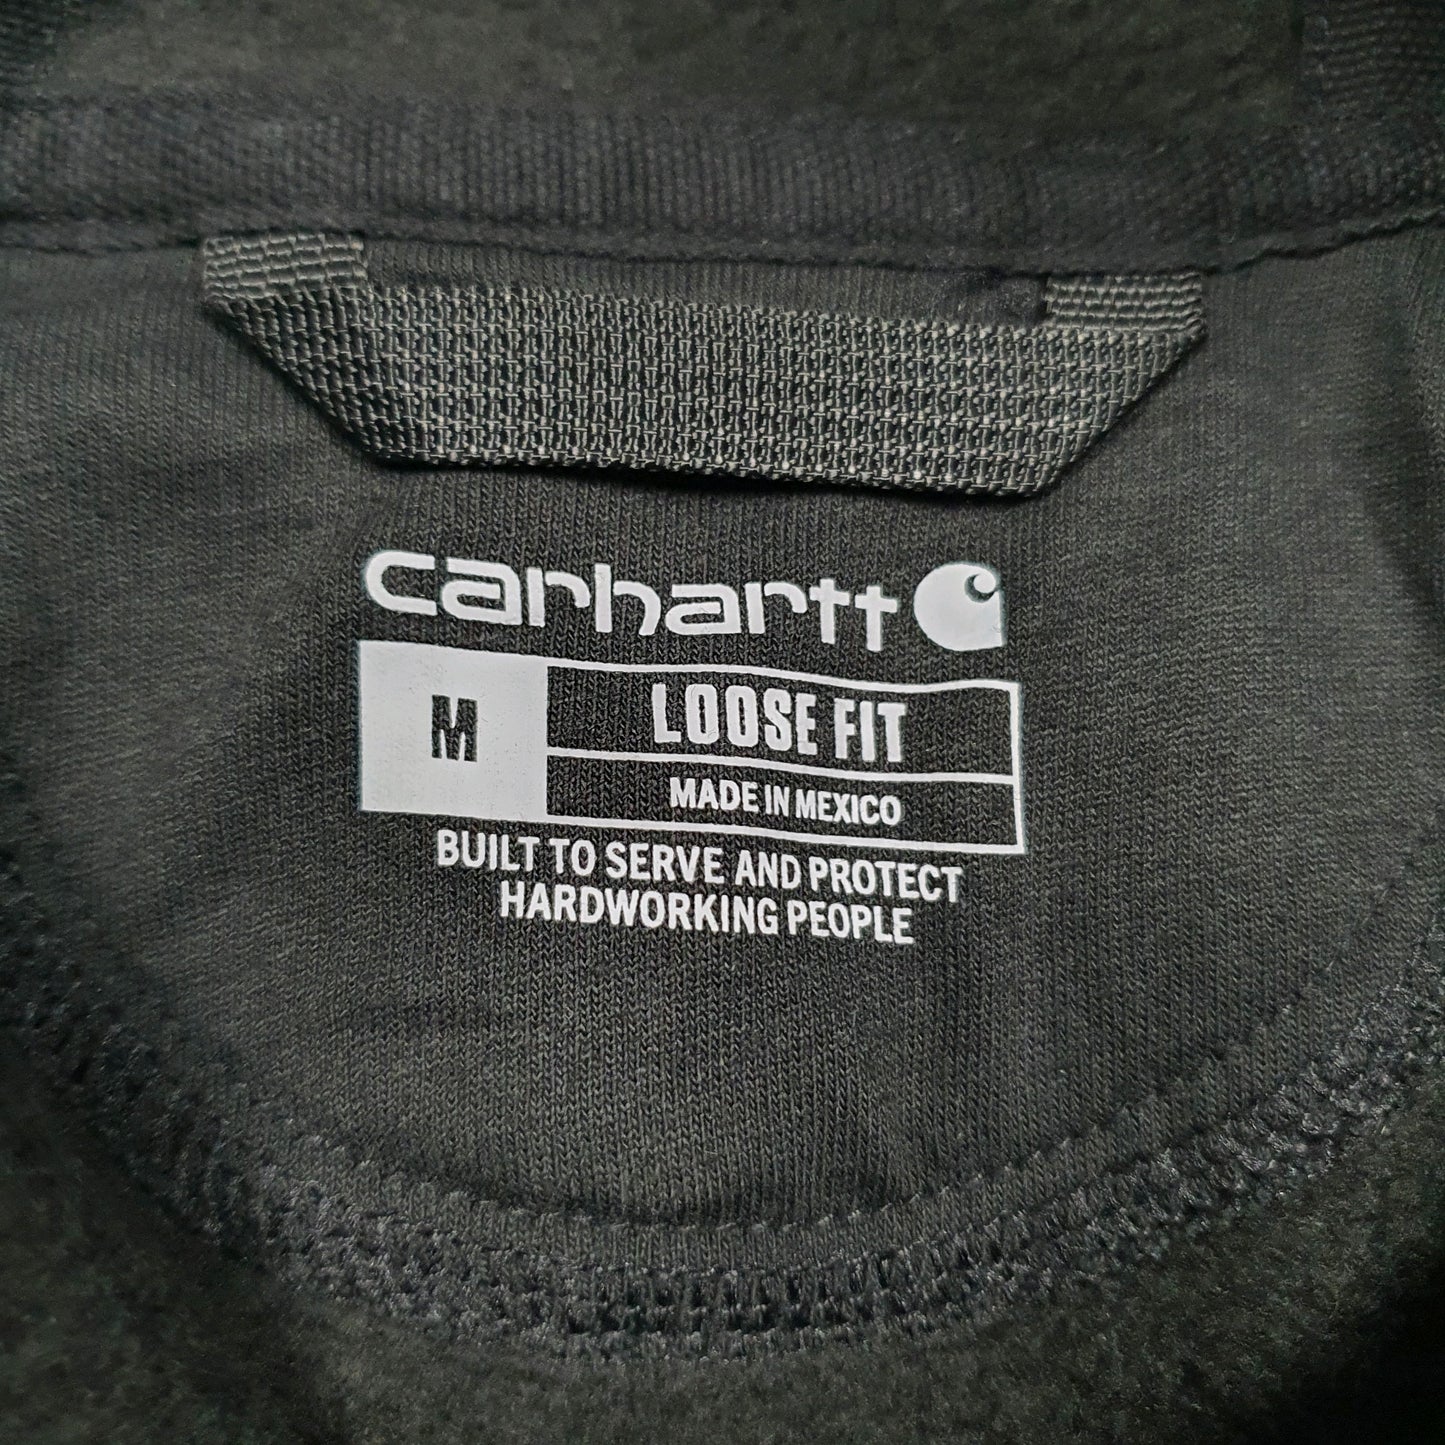 carhartt
M
LOOSE FIT
MADE IN MEXICO
BUILT TO SERVE AND PROTECT
HARDWORKING PEOPLE